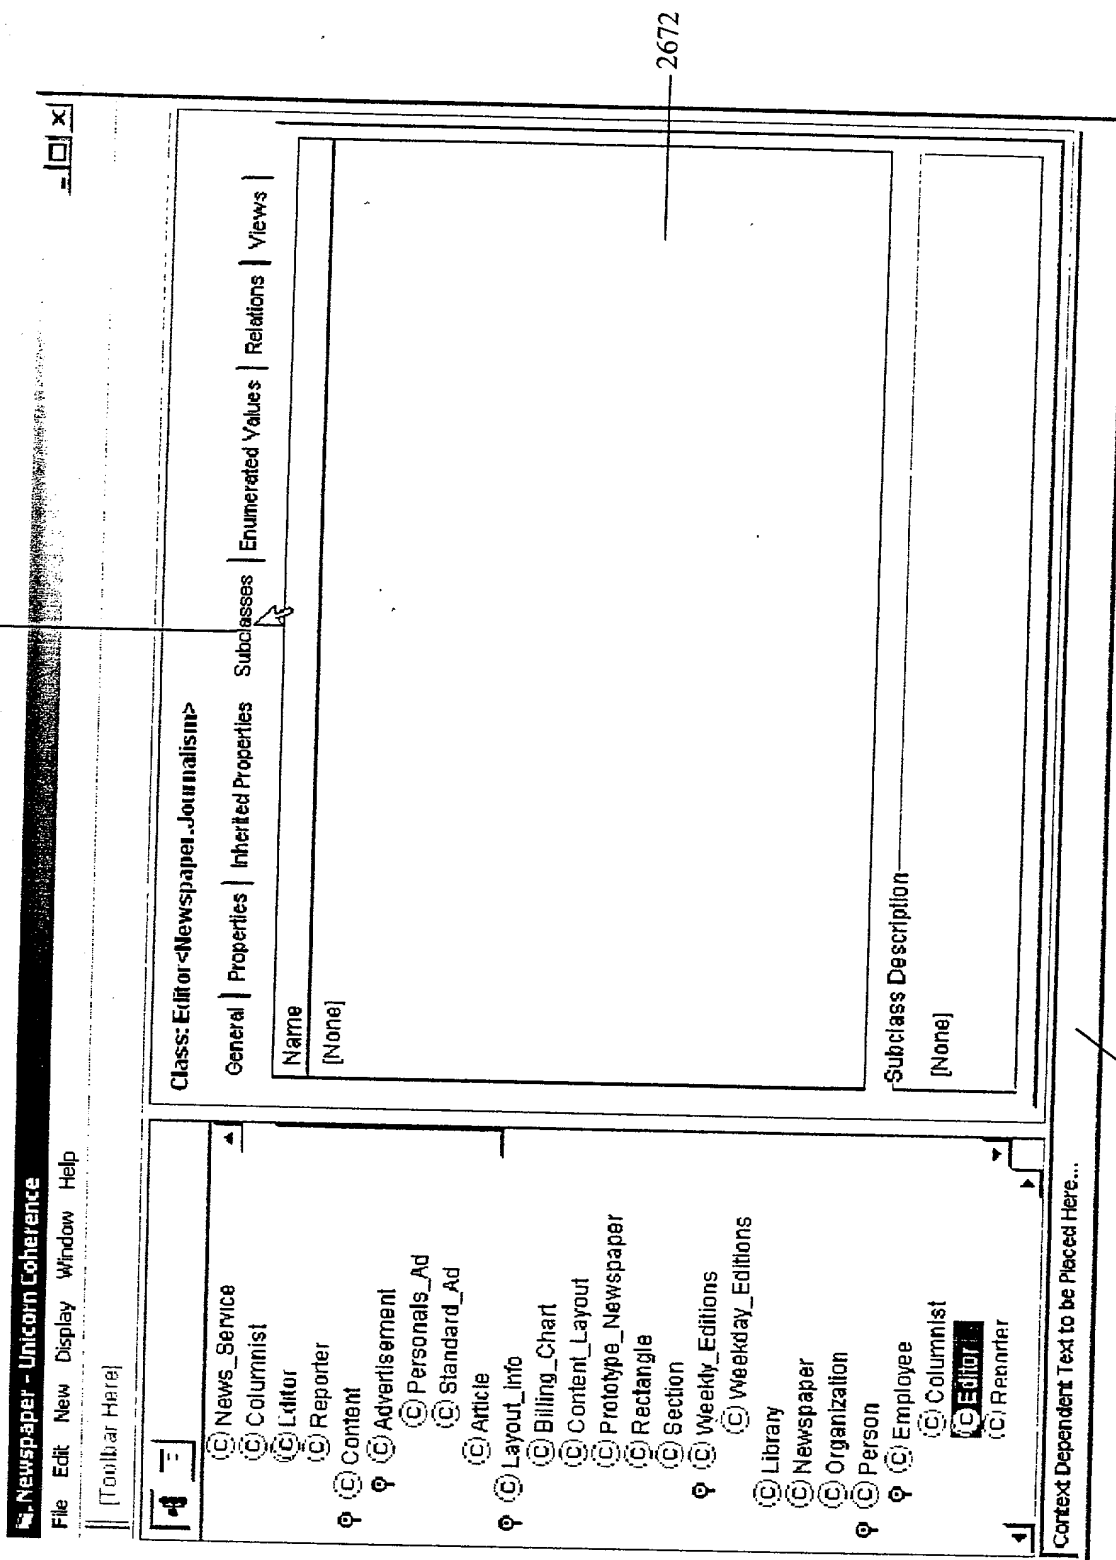 Newspaper - Unicorn Coherence
File Edit New Display Window Help
[Toolbar Here]
(C) News_Service
(C) Columnist
(C) Editor
(C) Reporter
(C) Content
(C) Advertisement
(C) Personals_Ad
(C) Standard_Ad
(C) Article
(C) Layout_Info
(C) Billing_Chart
(C) Content_Layout
(C) Prototype_Newspaper
(C) Rectangle
(C) Section
(C) Weekly_Editions
(C) Weekday_Editions
(C) Library
(C) Newspaper
(C) Organization
(C) Person
(C) Employee
(C) Columnist
(C) Editor
(C) Reporter
Class: Editor<Newspaper.Journalism>
General | Properties | Inherited Properties Subclasses | Enumerated Values | Relations | Views |
Name
[None]
Subclass Description
[None]
Context Dependent Text to be Placed Here...
2672